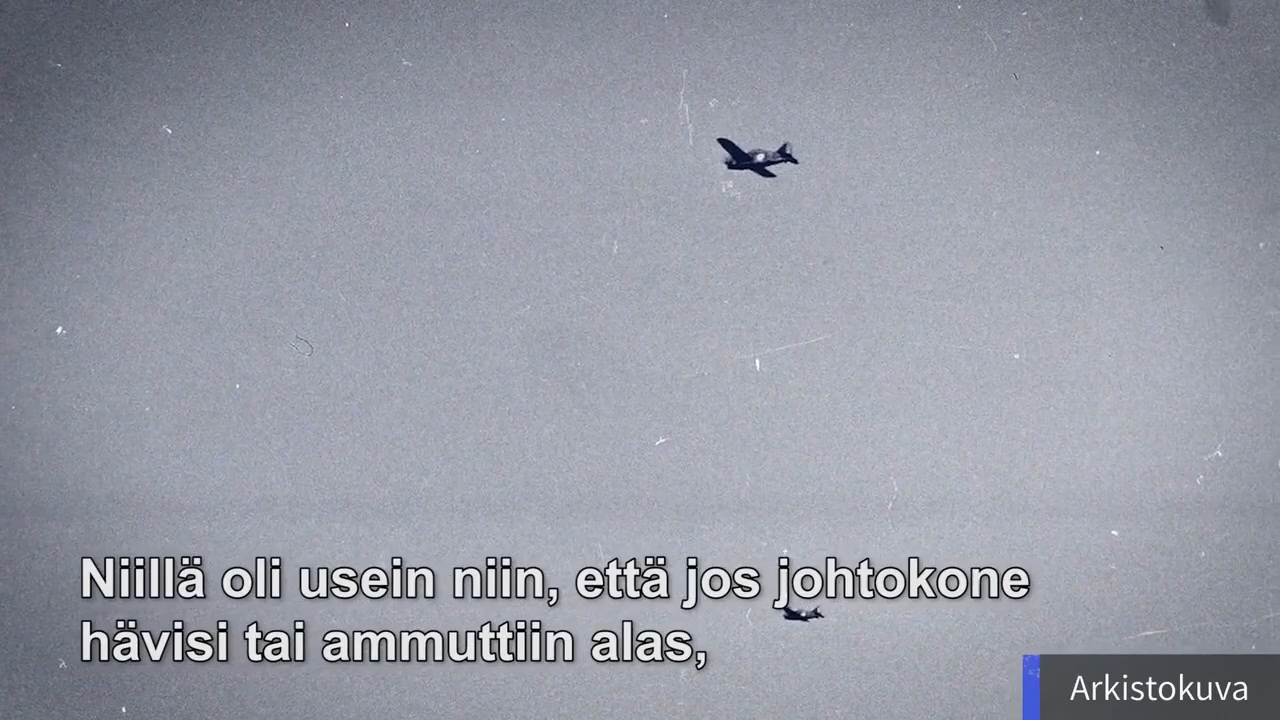 Niillä oli usein niin, että jos johtokone
hävisi tai ammuttiin alas,
Arkistokuva